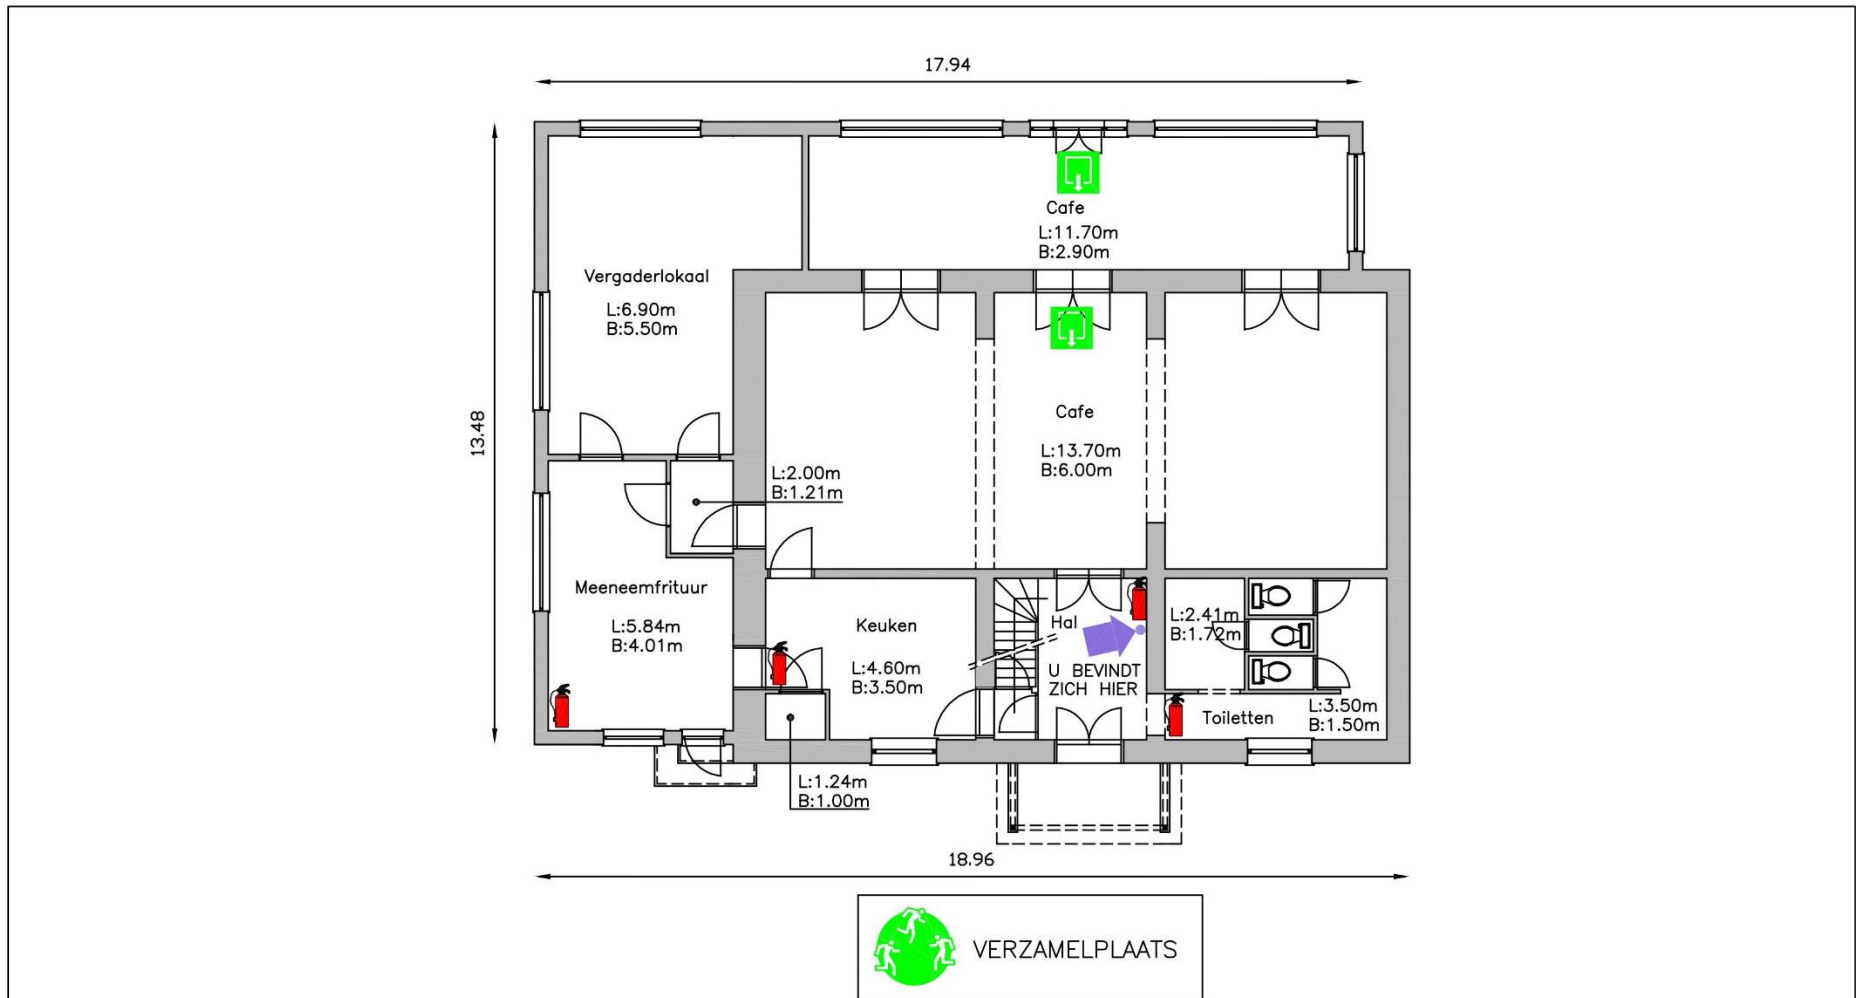 17.94
13.48
Cafe
L:11.70m
B:2.90m
Vergaderlokaal
L:6.90m
B:5.50m
Cafe
L:13.70m
B:6.00m
L:2.00m
B:1.21m
Meeneemfrituur
L:5.84m
B:4.01m
Keuken
L:4.60m
B:3.50m
Hal
U BEVINDT
ZICH HIER
L:2.41m
B:1.72m
Toiletten
L:3.50m
B:1.50m
L:1.24m
B:1.00m
18.96
VERZAMELPLAATS